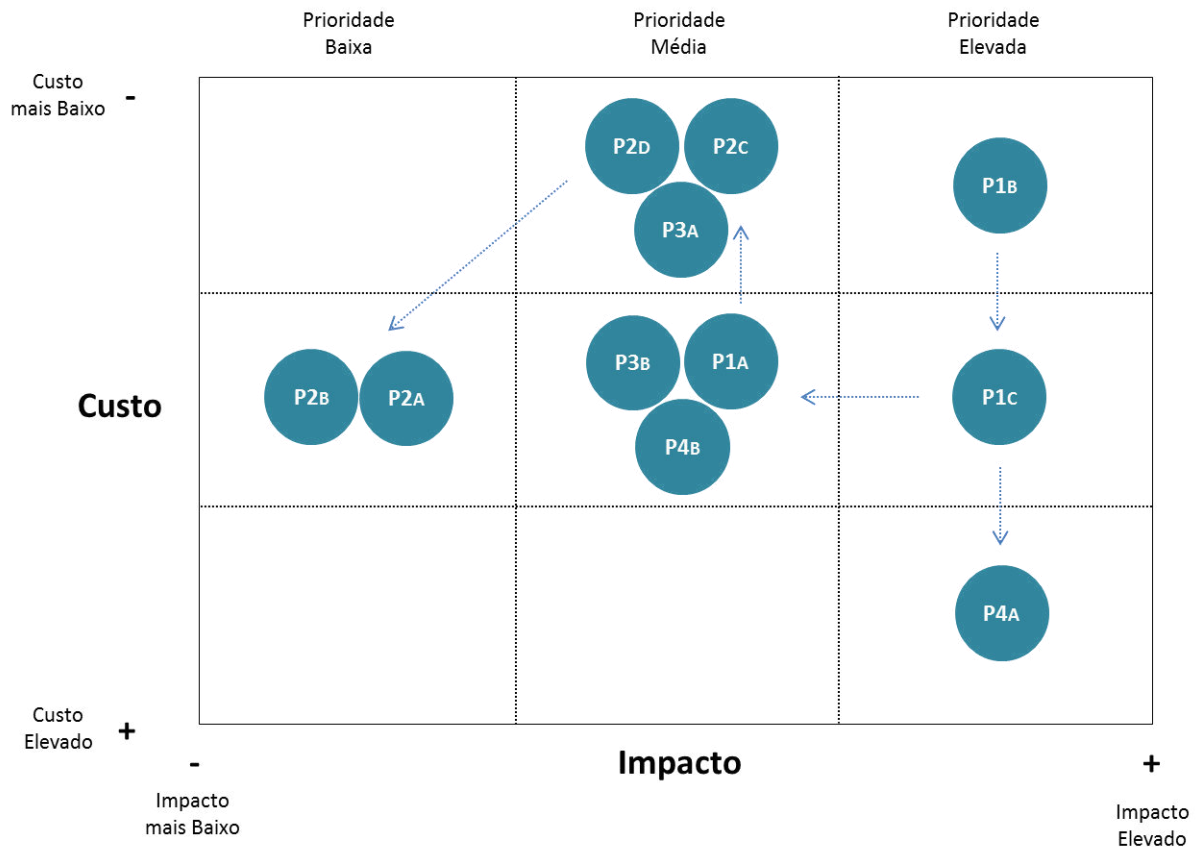 Prioridade
Baixa
Prioridade
Média
Prioridade
Elevada
Custo
mais Baixo
-
P2D
P2C
P1B
P3A
P3B
P1A
P2B
P2A
P1C
Custo
P4B
P4A
Custo
Elevado
+
-
Impacto
+
Impacto
mais Baixo
Impacto
Elevado